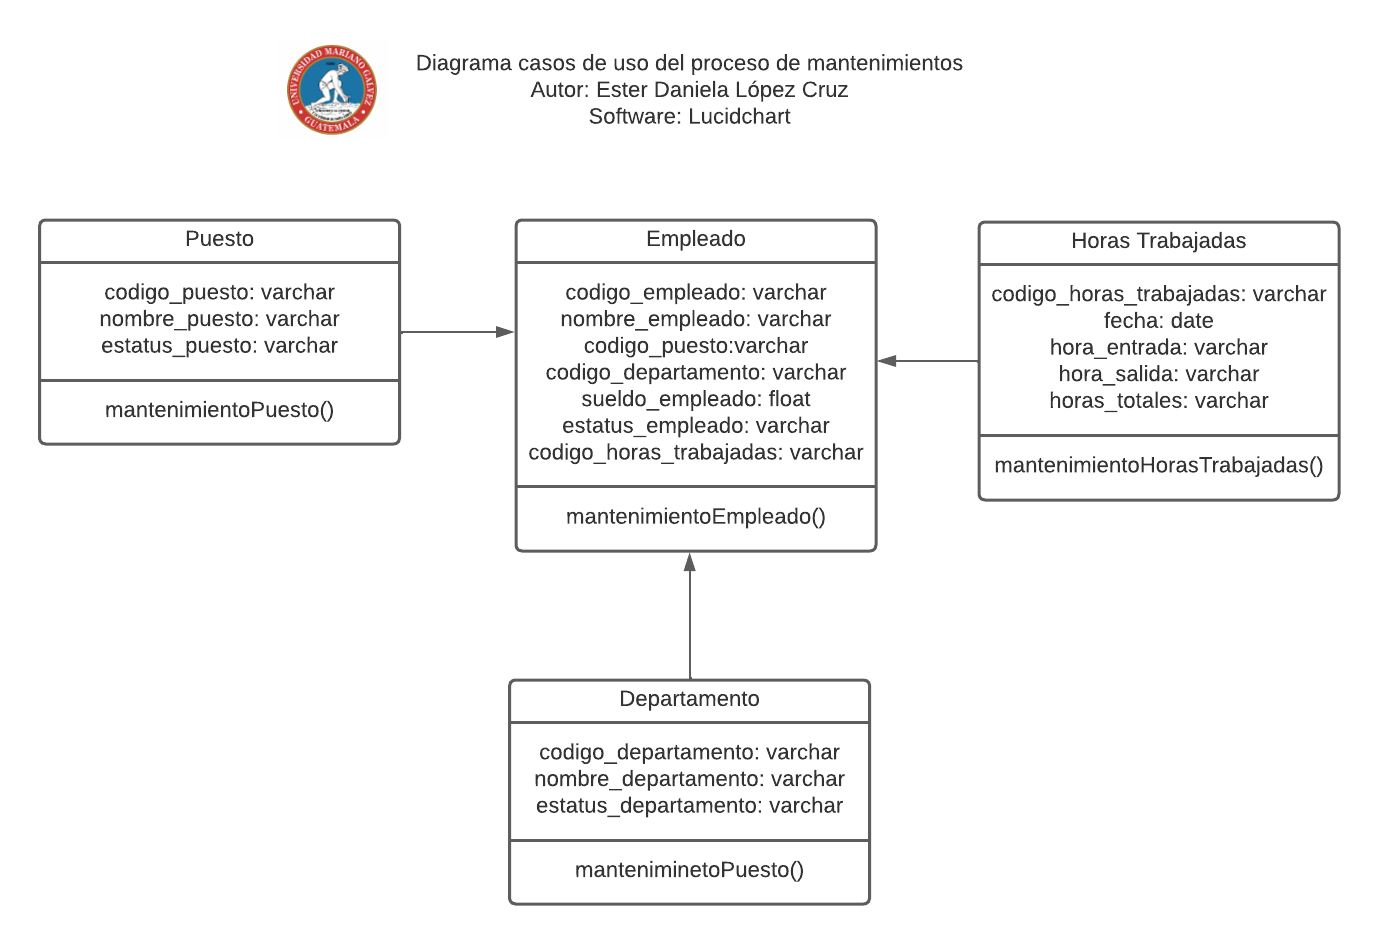 UNIVERSIDAD MARIANO GALVEZ
GUATEMALA
Diagrama casos de uso del proceso de mantenimientos
Autor: Ester Daniela López Cruz
Software: Lucidchart
Puesto
codigo_puesto: varchar
nombre_puesto: varchar
estatus_puesto: varchar
mantenimientoPuesto()
Empleado
codigo_empleado: varchar
nombre_empleado: varchar
codigo_puesto:varchar
codigo_departamento: varchar
sueldo_empleado: float
estatus_empleado: varchar
codigo_horas_trabajadas: varchar
mantenimientoEmpleado()
Horas Trabajadas
codigo_horas_trabajadas: varchar
fecha: date
hora_entrada: varchar
hora_salida: varchar
horas_totales: varchar
mantenimientoHorasTrabajadas()
Departamento
codigo_departamento: varchar
nombre_departamento: varchar
estatus_departamento: varchar
manteniminetoPuesto()